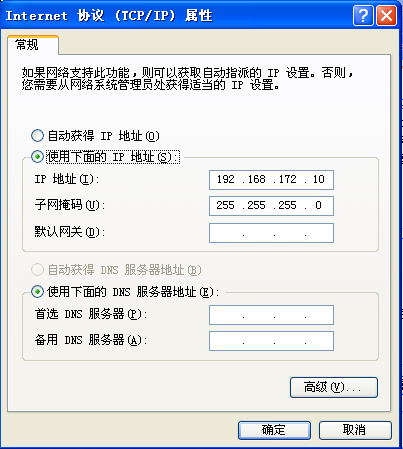 Internet 协议 (TCP/IP) 属性
常规
如果网络支持此功能，则可以获取自动指派的 IP 设置。否则，
您需要从网络系统管理员处获得适当的 IP 设置。
自动获得 IP 地址(O)
使用下面的 IP 地址(S):
IP 地址(I): 192 .168 .172 . 10
子网掩码(U): 255 .255 .255 . 0
默认网关(D): . . .
自动获得 DNS 服务器地址(B)
使用下面的 DNS 服务器地址(E):
首选 DNS 服务器(P): . . .
备用 DNS 服务器(A): . . .
高级(V)...
确定 取消